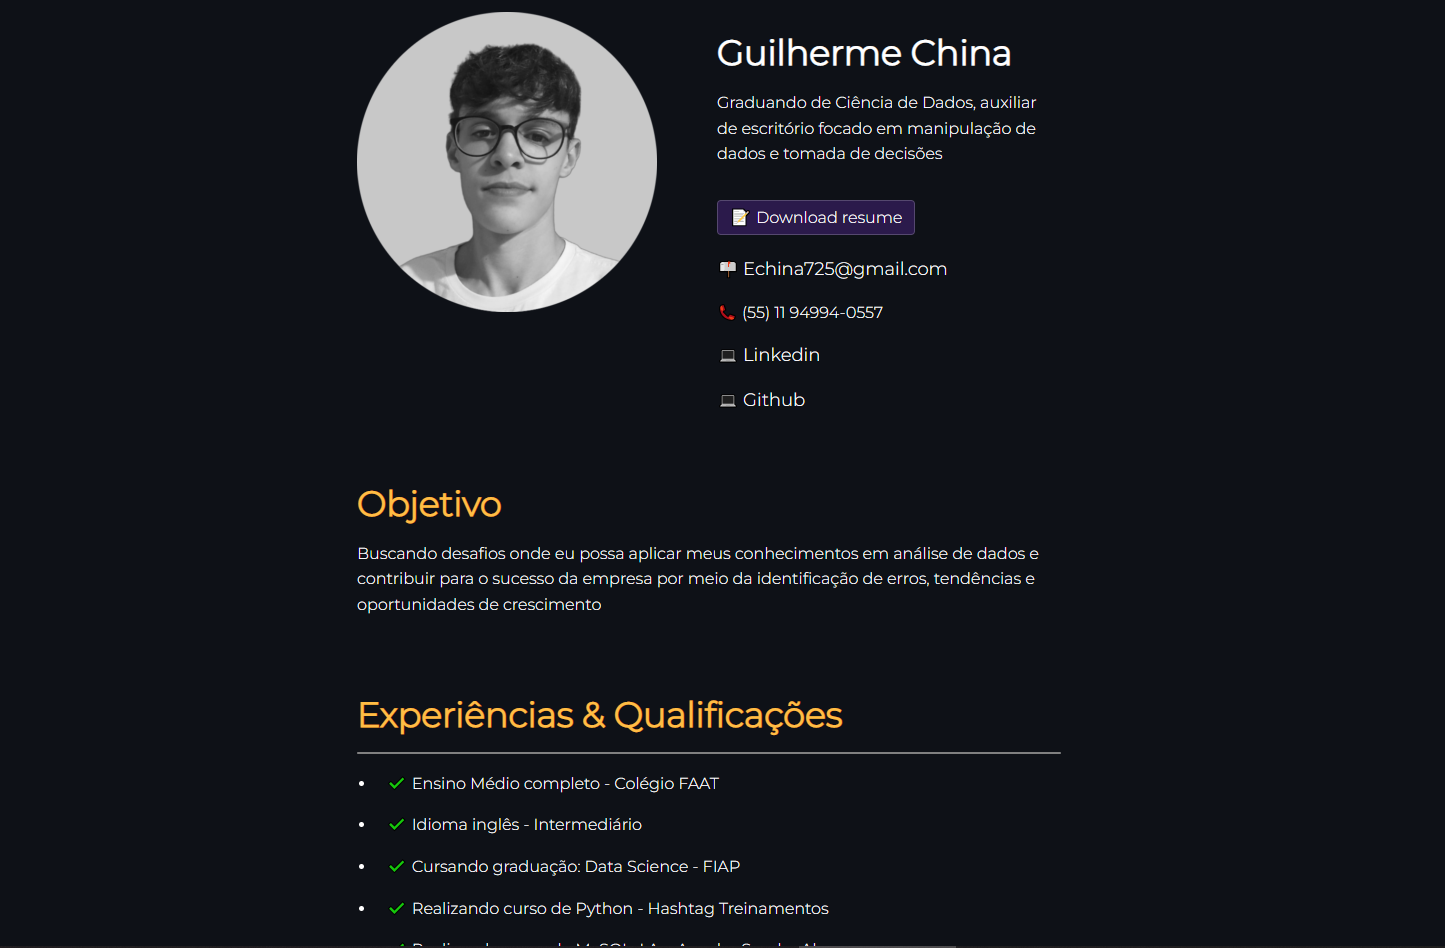 Guilherme China
Graduando de Ciência de Dados, auxiliar
de escritório focado em manipulação de
dados e tomada de decisões
Download resume
Echina725@gmail.com
(55) 11 94994-0557
Linkedin
Github
Objetivo
Buscando desafios onde eu possa aplicar meus conhecimentos em análise de dados e
contribuir para o sucesso da empresa por meio da identificação de erros, tendências e
oportunidades de crescimento
Experiências & Qualificações
Ensino Médio completo - Colégio FAAT
Idioma inglês - Intermediário
Cursando graduação: Data Science - FIAP
Realizando curso de Python - Hashtag Treinamentos